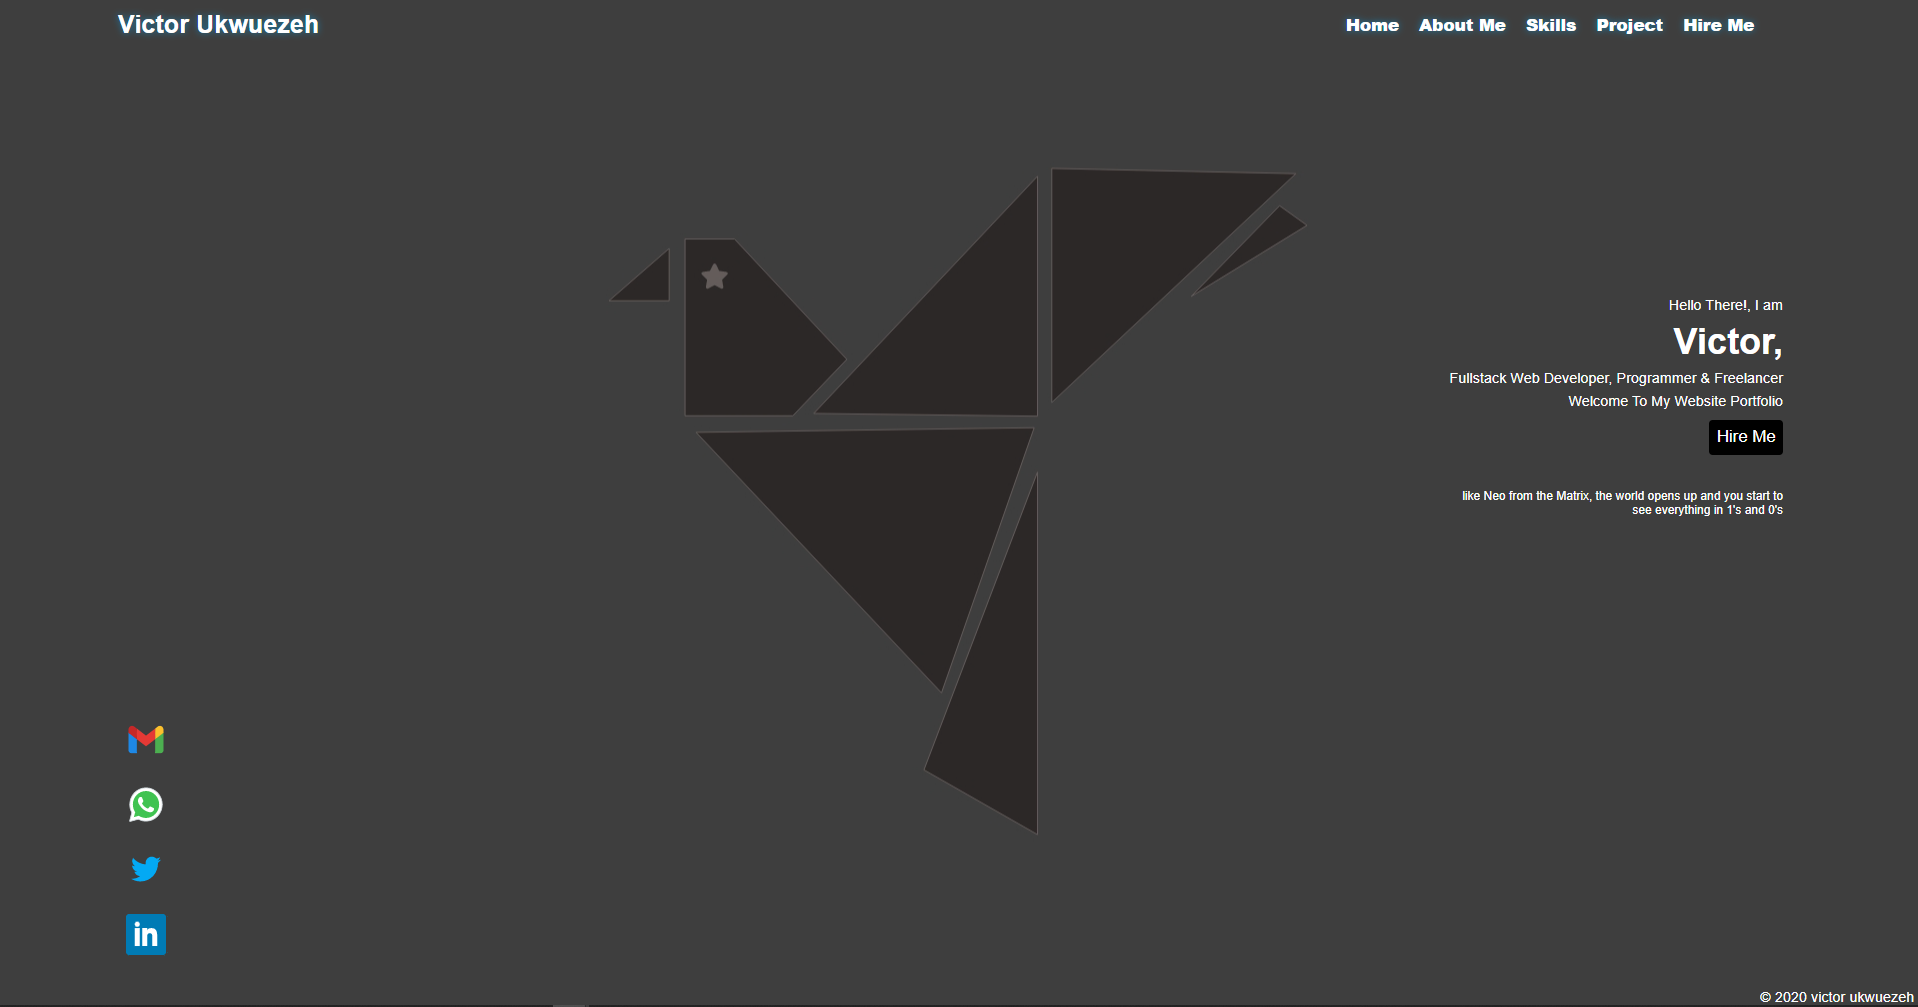 Victor Ukwuezeh
Home About Me Skills Project Hire Me
Hello There!, I am
Victor,
Fullstack Web Developer, Programmer & Freelancer
Welcome To My Website Portfolio
Hire Me
like Neo from the Matrix, the world opens up and you start to
see everything in 1's and 0's
in
© 2020 victor ukwuezeh